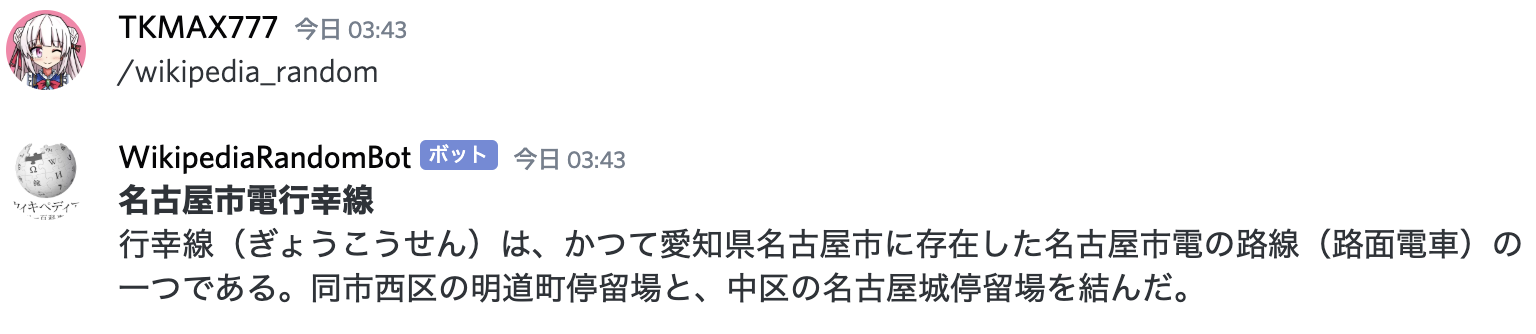 TKMAX777 今日 03:43
/wikipedia_random
WikipediaRandomBot ボット 今日 03:43
名古屋市電行幸線
行幸線（ぎょうこうせん）は、かつて愛知県名古屋市に存在した名古屋市電の路線（路面電車）の
一つである。同市西区の明道町停留場と、中区の名古屋城停留場を結んだ。